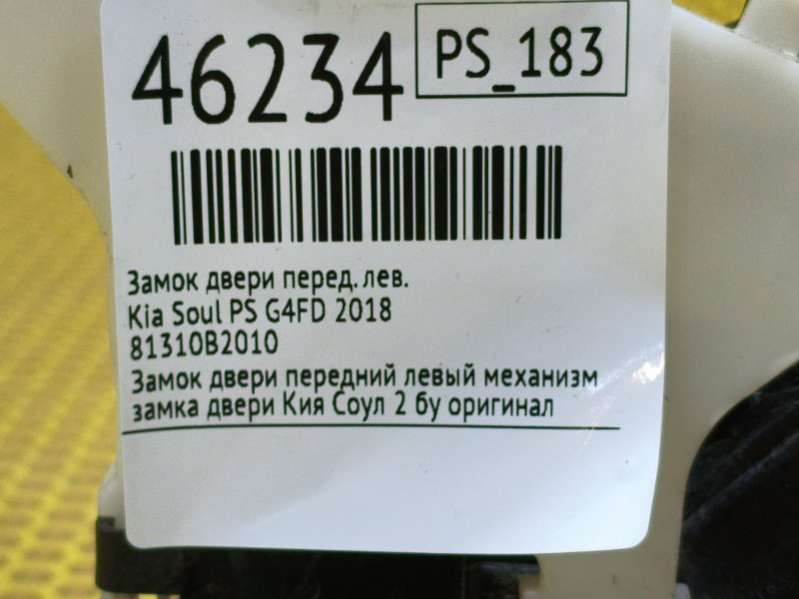 46234
PS_183
Замок двери перед. лев.
Kia Soul PS G4FD 2018
81310B2010
Замок двери передний левый механизм
замка двери Кия Соул 2 бу оригинал